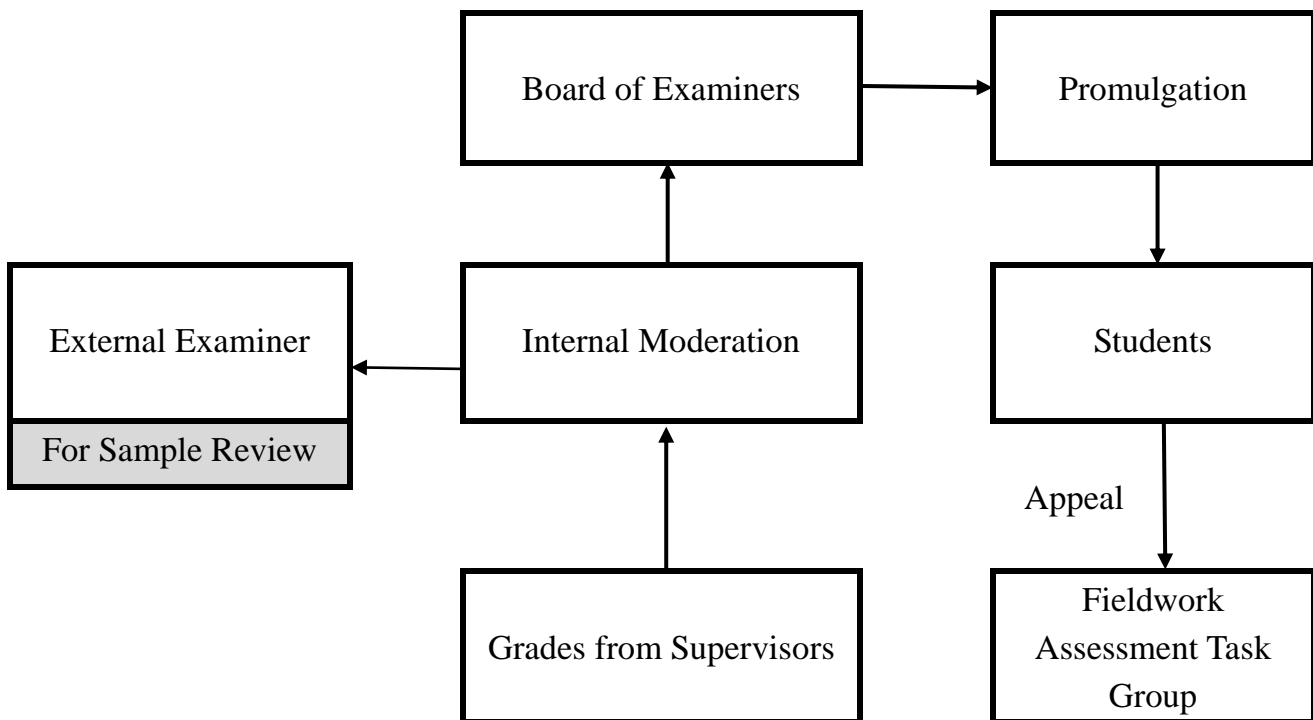 Board of Examiners
Promulgation
External Examiner
For Sample Review
Internal Moderation
Students
Appeal
Grades from Supervisors
Fieldwork
Assessment Task
Group